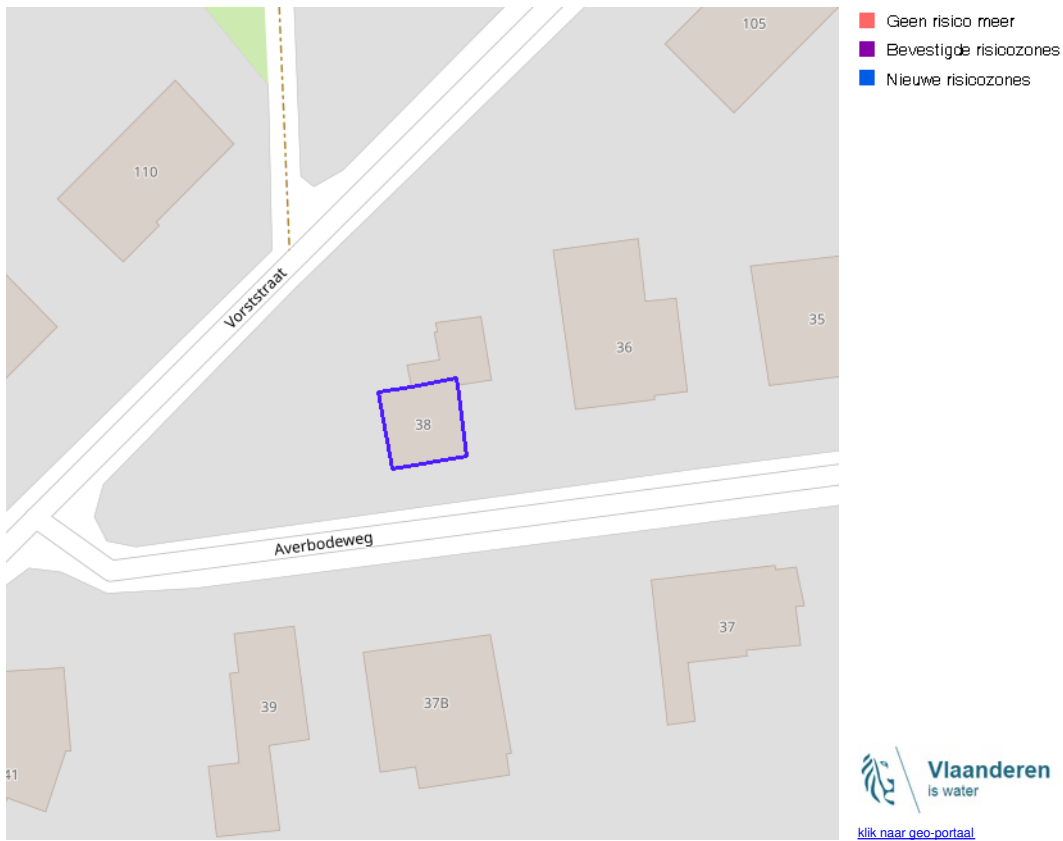 105
110
Vorststraat
36
35
38
Averbodeweg
37
39
37B
41
Geen risico meer
Bevestigde risicozones
Nieuwe risicozones
Vlaanderen
is water
klik naar geo-portaal